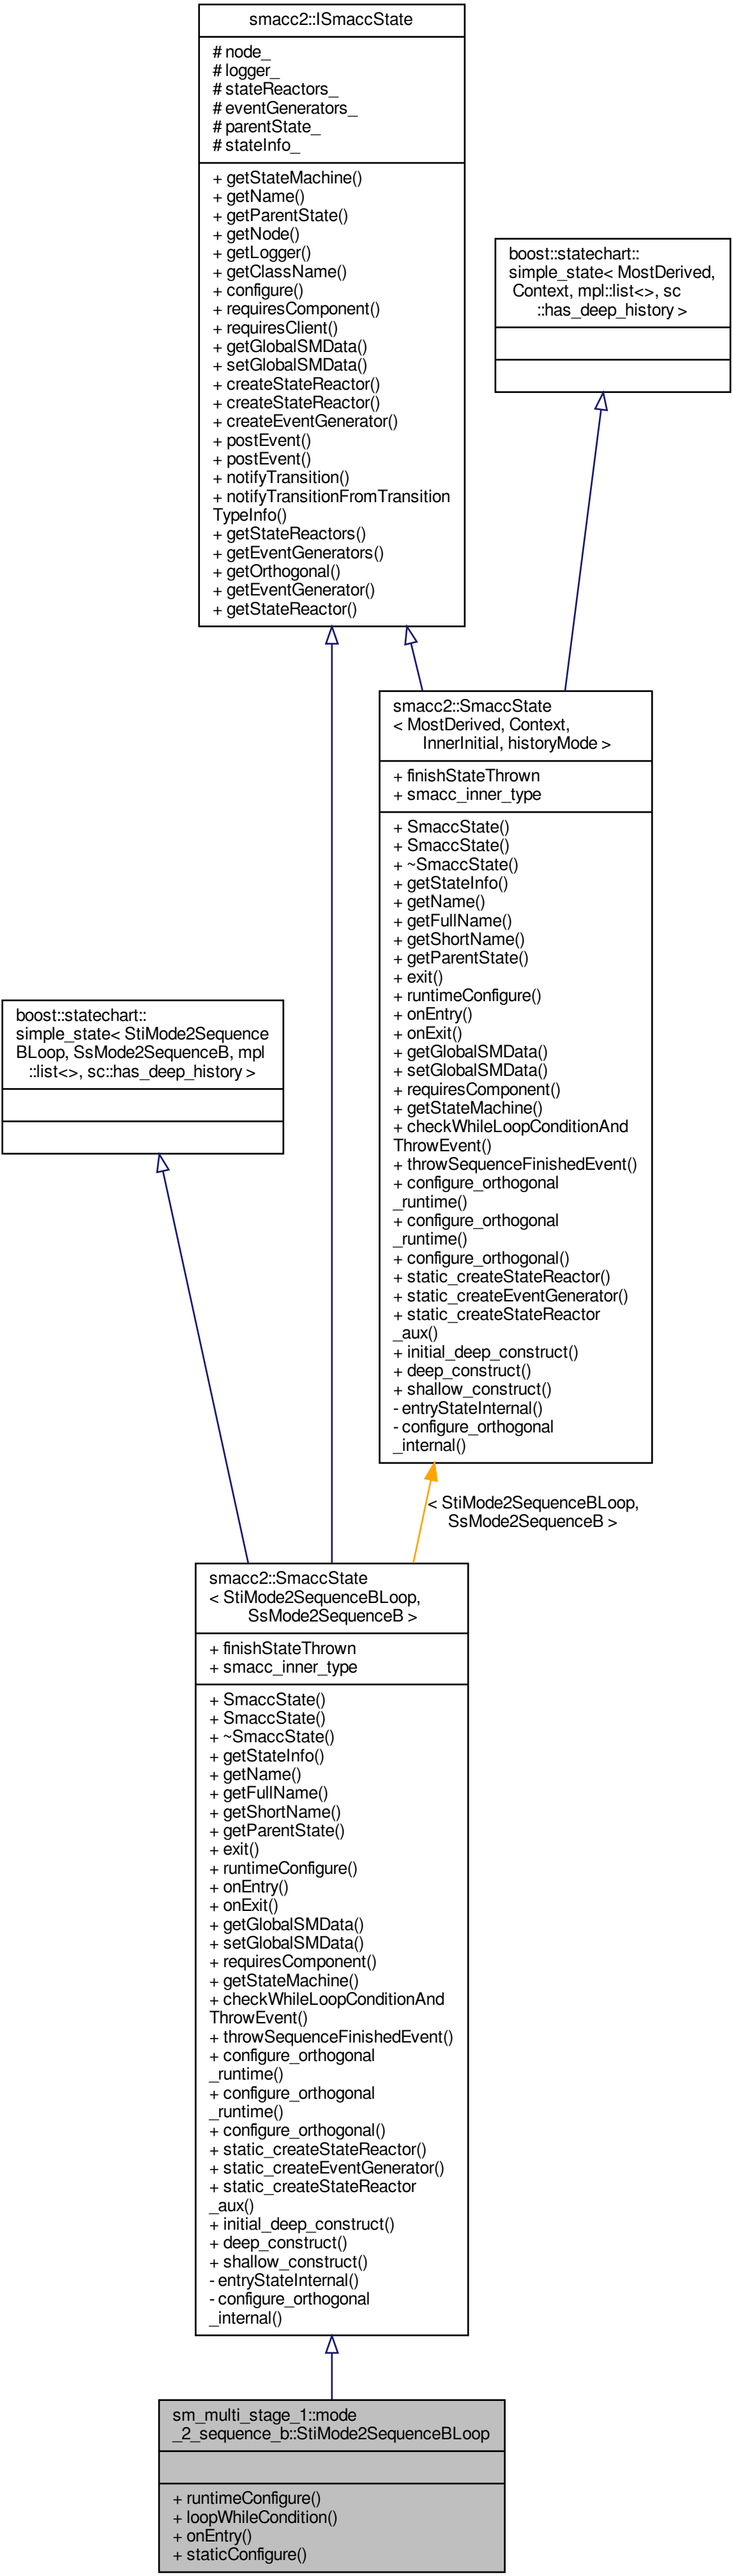 smacc2::ISmaccState
# node_
# logger_
# stateReactors_
# eventGenerators_
# parentState_
# stateInfo_
+ getStateMachine()
+ getName()
+ getParentState()
+ getNode()
+ getLogger()
+ getClassName()
+ configure()
+ requiresComponent()
+ requiresClient()
+ getGlobalSMData()
+ setGlobalSMData()
+ createStateReactor()
+ createStateReactor()
+ createEventGenerator()
+ postEvent()
+ postEvent()
+ notifyTransition()
+ notifyTransitionFromTransition
TypeInfo()
+ getStateReactors()
+ getEventGenerators()
+ getOrthogonal()
+ getEventGenerator()
+ getStateReactor()
boost::statechart::
simple_state< MostDerived,
Context, mpl::list<>, sc
::has_deep_history >
smacc2::SmaccState
< MostDerived, Context,
InnerInitial, historyMode >
+ finishStateThrown
+ smacc_inner_type
+ SmaccState()
+ SmaccState()
+ ~SmaccState()
+ getStateInfo()
+ getName()
+ getFullName()
+ getShortName()
+ getParentState()
+ exit()
+ runtimeConfigure()
+ onEntry()
+ onExit()
+ getGlobalSMData()
+ setGlobalSMData()
+ requiresComponent()
+ getStateMachine()
+ checkWhileLoopConditionAnd
ThrowEvent()
+ throwSequenceFinishedEvent()
+ configure_orthogonal
_runtime()
+ configure_orthogonal
_runtime()
+ configure_orthogonal()
+ static_createStateReactor()
+ static_createEventGenerator()
+ static_createStateReactor
_aux()
+ initial_deep_construct()
+ deep_construct()
+ shallow_construct()
- entryStateInternal()
- configure_orthogonal
_internal()
boost::statechart::
simple_state< StiMode2Sequence
BLoop, SsMode2SequenceB, mpl
::list<>, sc::has_deep_history >
< StiMode2SequenceBLoop,
SsMode2SequenceB >
smacc2::SmaccState
< StiMode2SequenceBLoop,
SsMode2SequenceB >
+ finishStateThrown
+ smacc_inner_type
+ SmaccState()
+ SmaccState()
+ ~SmaccState()
+ getStateInfo()
+ getName()
+ getFullName()
+ getShortName()
+ getParentState()
+ exit()
+ runtimeConfigure()
+ onEntry()
+ onExit()
+ getGlobalSMData()
+ setGlobalSMData()
+ requiresComponent()
+ getStateMachine()
+ checkWhileLoopConditionAnd
ThrowEvent()
+ throwSequenceFinishedEvent()
+ configure_orthogonal
_runtime()
+ configure_orthogonal
_runtime()
+ configure_orthogonal()
+ static_createStateReactor()
+ static_createEventGenerator()
+ static_createStateReactor
_aux()
+ initial_deep_construct()
+ deep_construct()
+ shallow_construct()
- entryStateInternal()
- configure_orthogonal
_internal()
sm_multi_stage_1::mode
_2_sequence_b::StiMode2SequenceBLoop
+ runtimeConfigure()
+ loopWhileCondition()
+ onEntry()
+ staticConfigure()